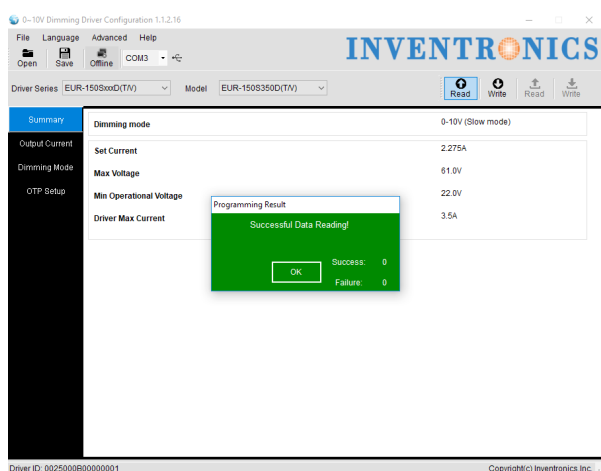 0~10V Dimming Driver Configuration 1.1.2.16
File Language Advanced Help
Open Save Offline COM3
INVENTRONICS
Driver Series EUR-150SxxxD(T/V) Model EUR-150S350D(T/V) Read Write Read Write
Summary
Output Current
Dimming Mode
OTP Setup
Dimming mode 0-10V (Slow mode)
Set Current 2.275A
Max Voltage 61.0V
Min Operational Voltage 22.0V
Driver Max Current 3.5A
Programming Result
Successful Data Reading!
Success: 0
OK
Failure: 0
Driver ID: 0025000B00000001 Copyright(c) Inventronics Inc.